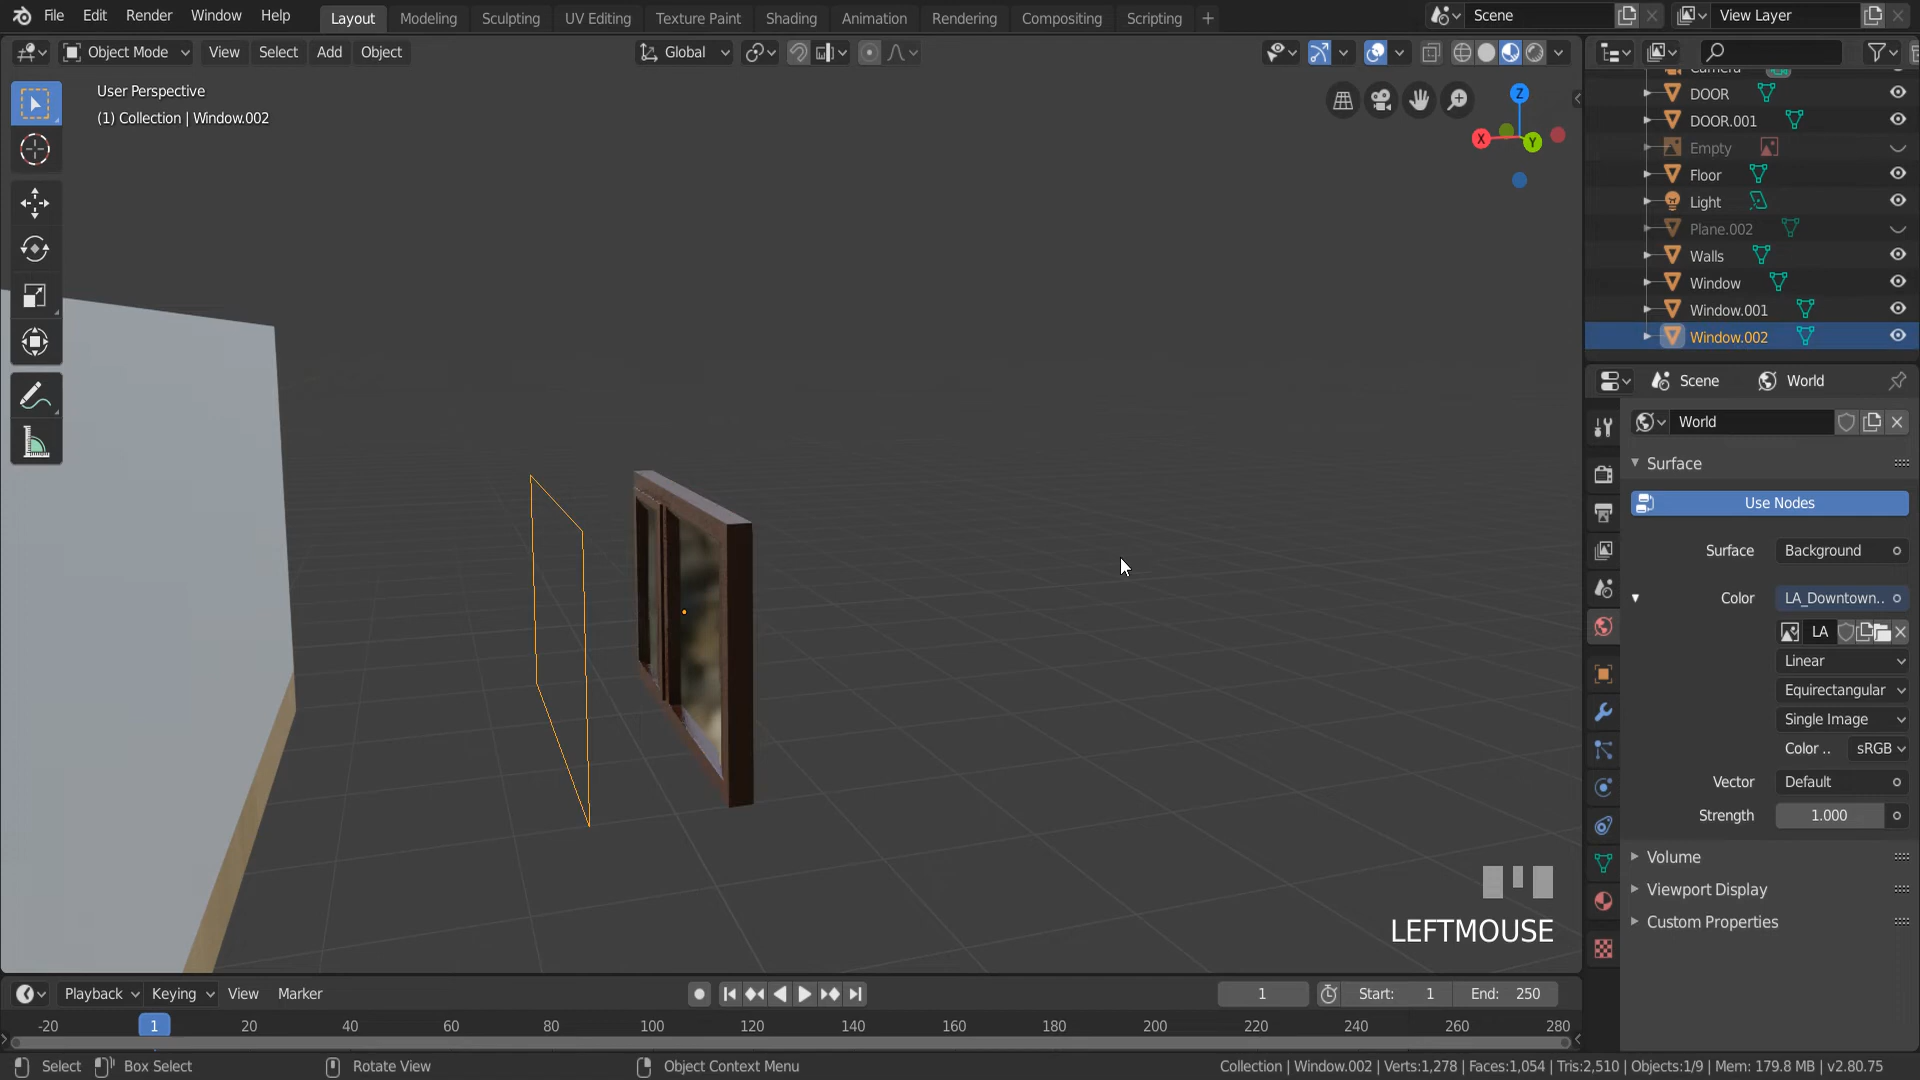 File Edit Render Window Help
Layout Modeling Sculpting UV Editing Texture Paint Shading Animation Rendering Compositing Scripting +
Scene
View Layer
Object Mode View Select Add Object
Global
User Perspective
(1) Collection | Window.002
Z
X
Y
Camera
DOOR
DOOR.001
Empty
Floor
Light
Plane.002
Walls
Window
Window.001
Window.002
Scene World
World
Surface
Use Nodes
Surface Background
Color LA_Downtown..
LA
Linear
Equirectangular
Single Image
Color .. sRGB
Vector Default
Strength 1.000
Volume
Viewport Display
Custom Properties
LEFTMOUSE
Playback Keying View Marker
1 Start: 1 End: 250
-20 1 20 40 60 80 100 120 140 160 180 200 220 240 260 280
Select Box Select Rotate View Object Context Menu
Collection | Window.002 | Verts:1,278 | Faces:1,054 | Tris:2,510 | Objects:1/9 | Mem: 179.8 MB | v2.80.75